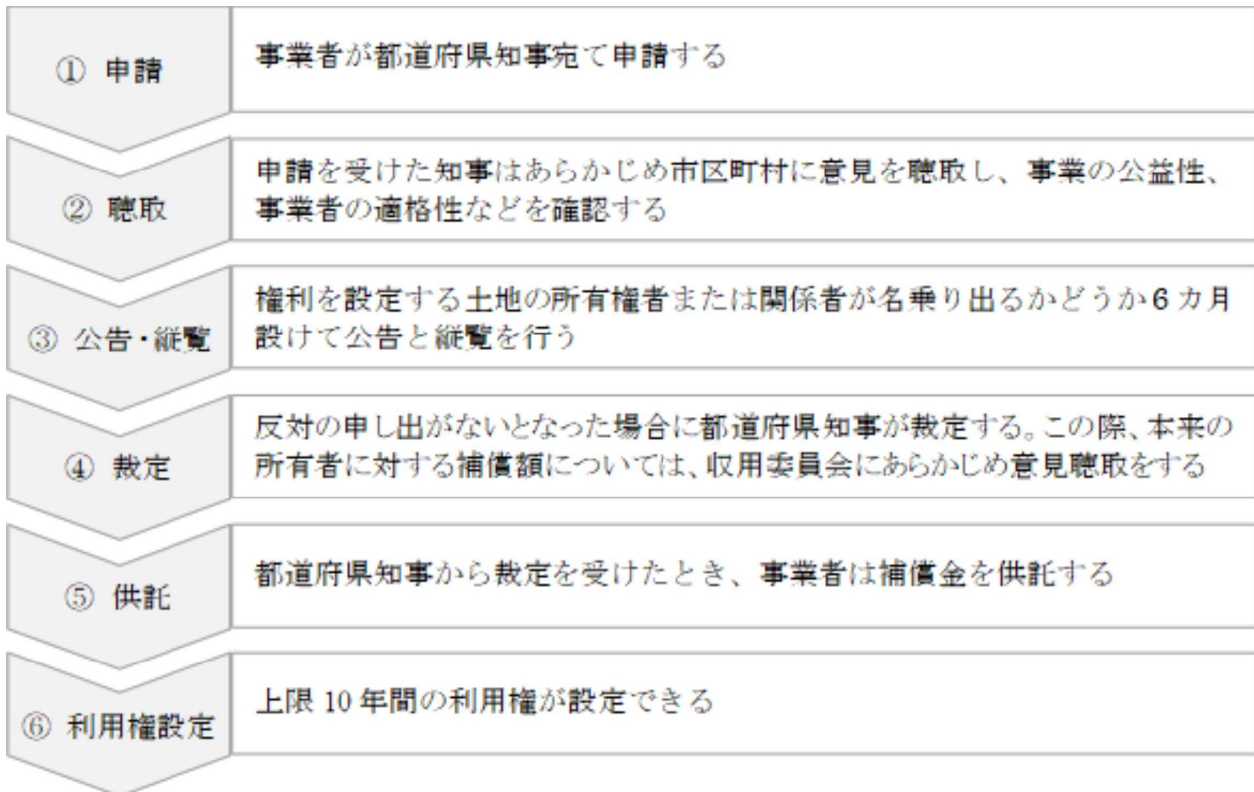 ① 申請
事業者が都道府県知事宛て申請する
② 聴取
申請を受けた知事はあらかじめ市区町村に意見を聴取し、事業の公益性、
事業者の適格性などを確認する
③ 公告・縦覧
権利を設定する土地の所有権者または関係者が名乗り出るかどうか6カ月
設けて公告と縦覧を行う
④ 裁定
反対の申し出がないとなった場合に都道府県知事が裁定する。この際、本来の
所有者に対する補償額については、収用委員会にあらかじめ意見聴取をする
⑤ 供託
都道府県知事から裁定を受けたとき、事業者は補償金を供託する
⑥ 利用権設定
上限 10 年間の利用権が設定できる